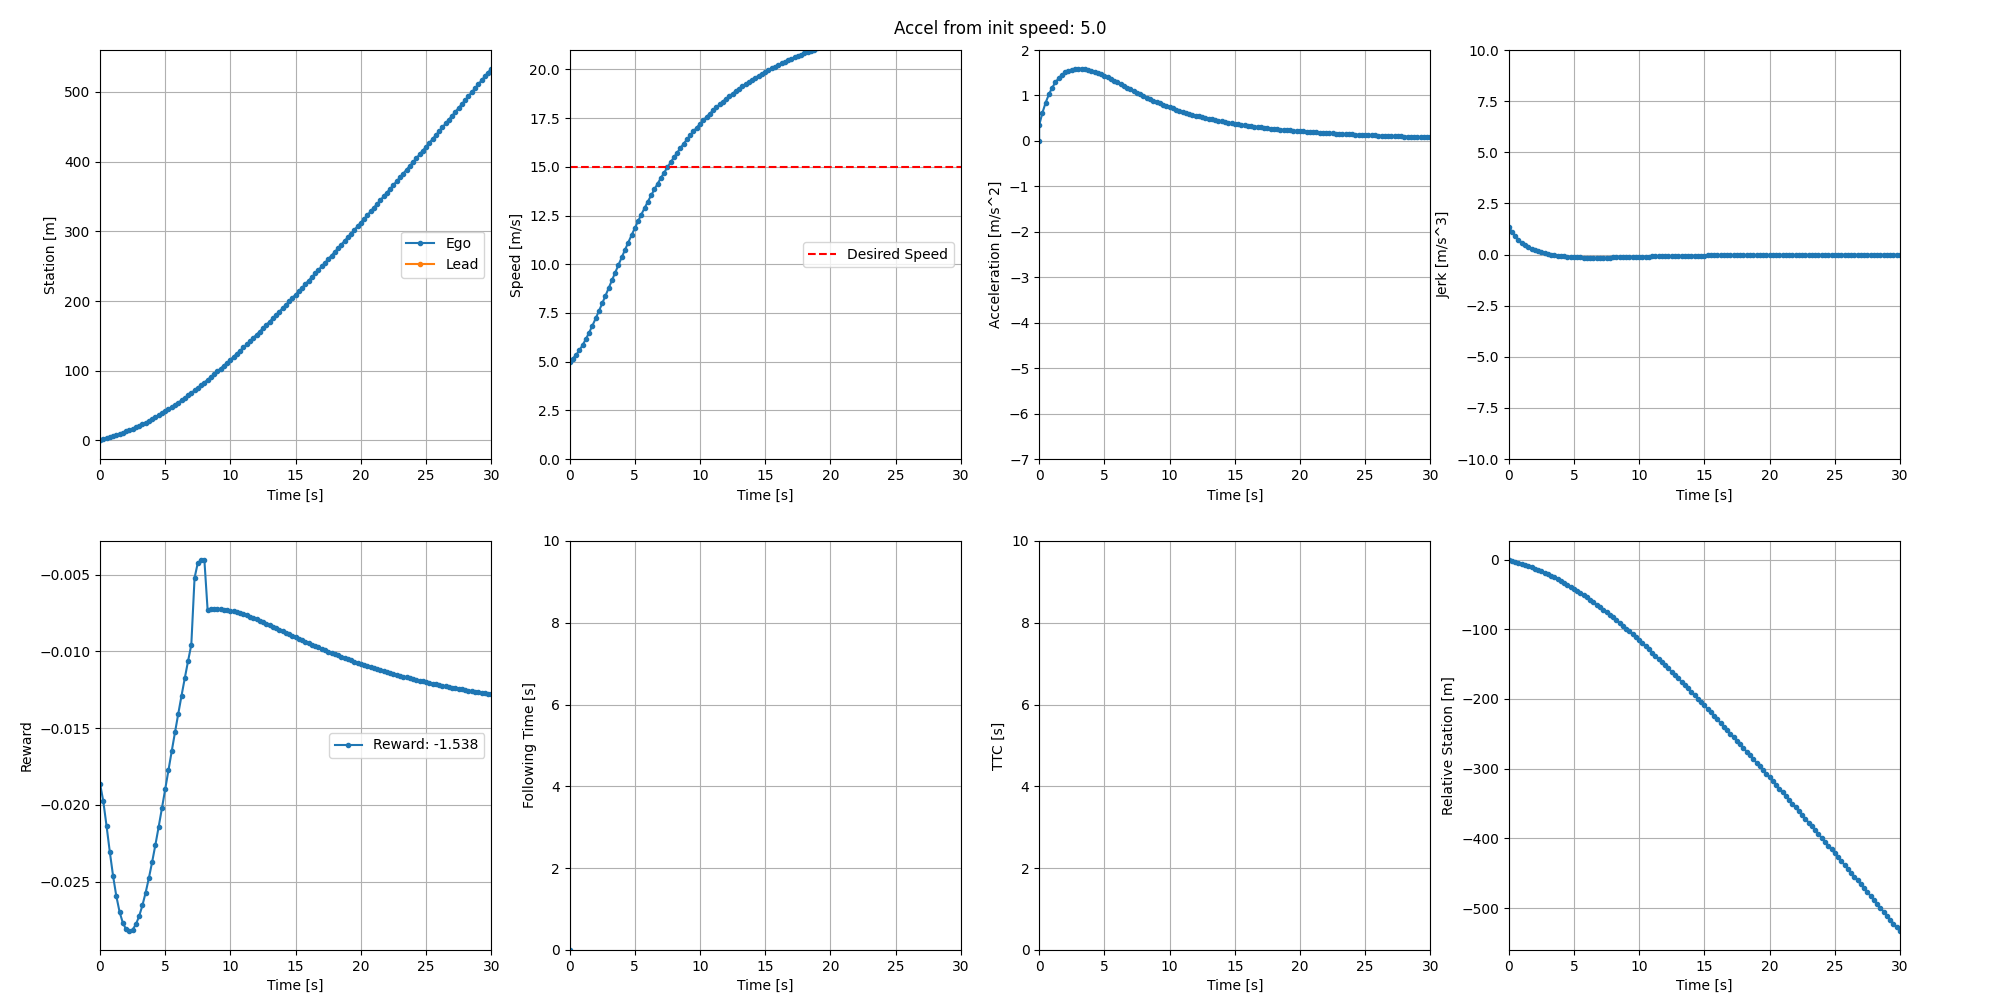 Accel from init speed: 5.0
Station [m]
500
400
300
200
100
0
0 5 10 15 20 25 30
Time [s]
Ego
Lead
Speed [m/s]
20.0
17.5
15.0
12.5
10.0
7.5
5.0
2.5
0.0
0 5 10 15 20 25 30
Time [s]
Desired Speed
Acceleration [m/s^2]
2
1
0
−1
−2
−3
−4
−5
−6
−7
0 5 10 15 20 25 30
Time [s]
Jerk [m/s^3]
10.0
7.5
5.0
2.5
0.0
−2.5
−5.0
−7.5
−10.0
0 5 10 15 20 25 30
Time [s]
Reward
−0.005
−0.010
−0.015
−0.020
−0.025
0 5 10 15 20 25 30
Time [s]
Reward: -1.538
Following Time [s]
10
8
6
4
2
0
0 5 10 15 20 25 30
Time [s]
TTC [s]
10
8
6
4
2
0
0 5 10 15 20 25 30
Time [s]
Relative Station [m]
0
−100
−200
−300
−400
−500
0 5 10 15 20 25 30
Time [s]